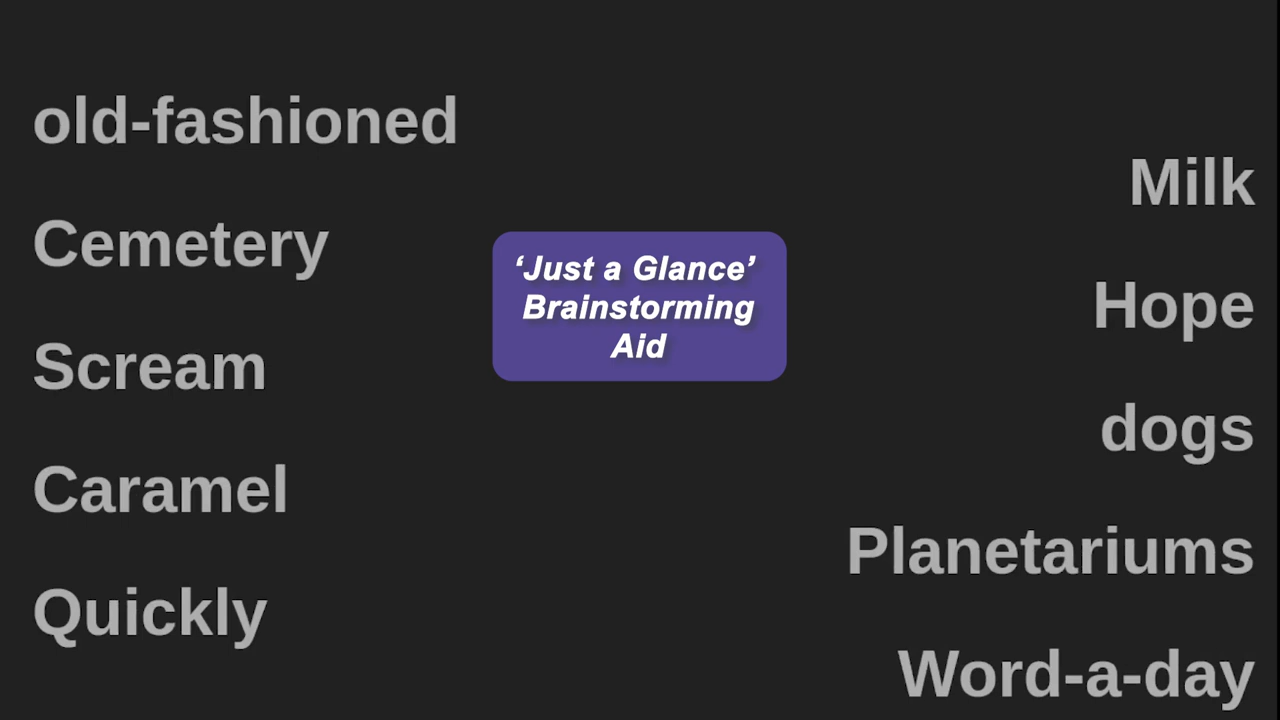 old-fashioned
Cemetery
Scream
Caramel
Quickly
‘Just a Glance’
Brainstorming
Aid
Milk
Hope
dogs
Planetariums
Word-a-day